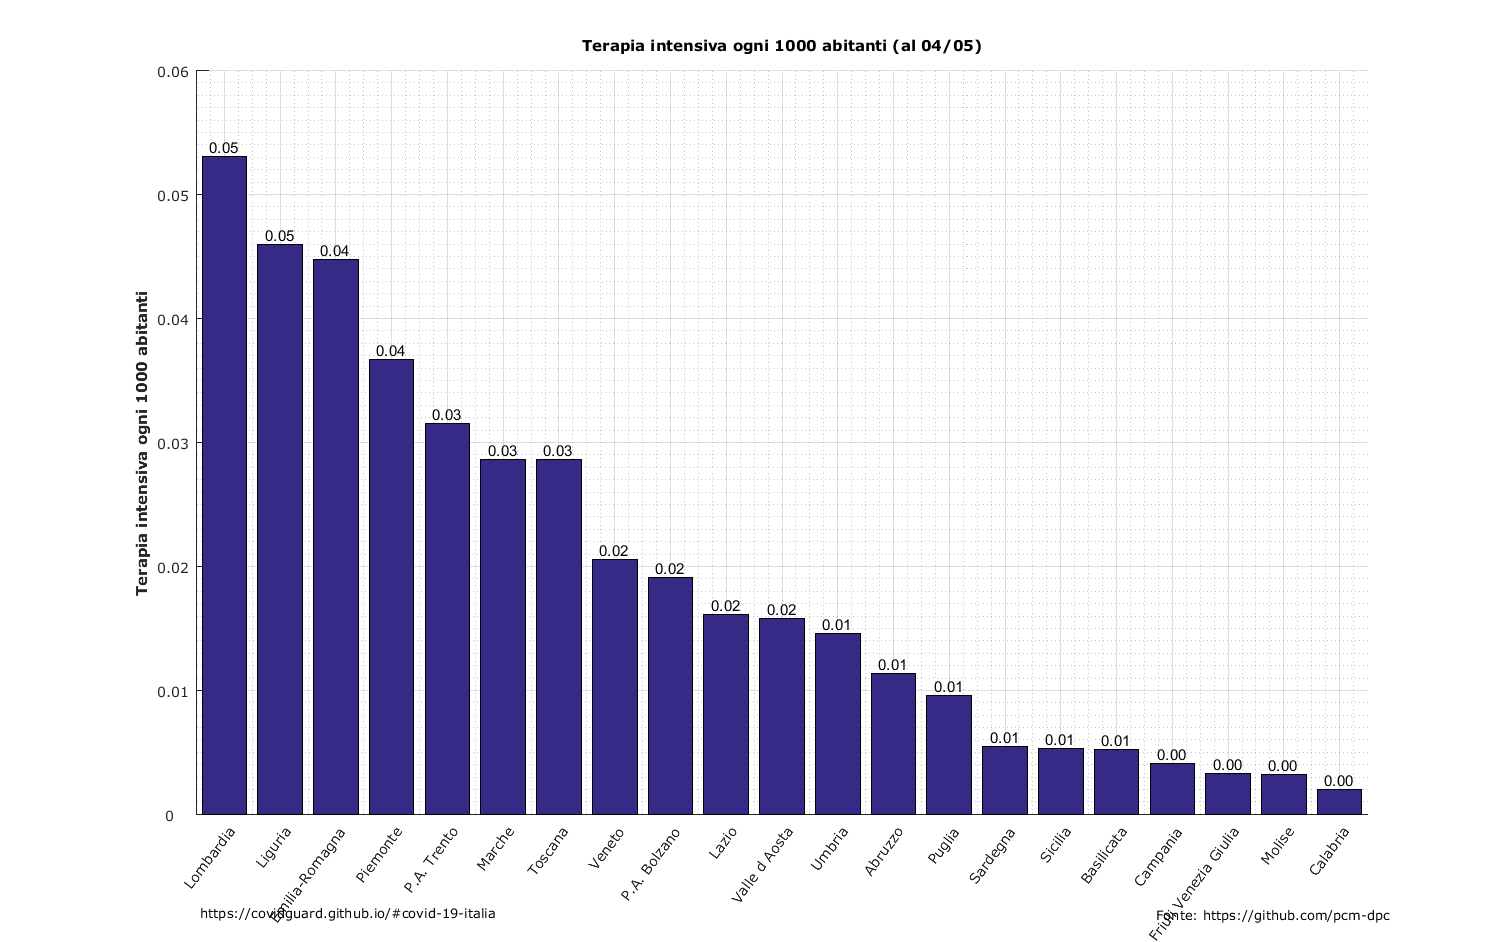 Terapia intensiva ogni 1000 abitanti (al 04/05)
Terapia intensiva ogni 1000 abitanti
0.06
0.05
0.04
0.03
0.02
0.01
0
0.05
0.05
0.04
0.04
0.03
0.03
0.03
0.02
0.02
0.02
0.02
0.01
0.01
0.01
0.01
0.01
0.01
0.00
0.00
0.00
0.00
Lombardia
Liguria
Emilia-Romagna
Piemonte
P.A. Trento
Marche
Toscana
Veneto
P.A. Bolzano
Lazio
Valle d Aosta
Umbria
Abruzzo
Puglia
Sardegna
Sicilia
Basilicata
Campania
Friuli Venezia Giulia
Molise
Calabria
https://covidguard.github.io/#covid-19-italia
Fonte: https://github.com/pcm-dpc